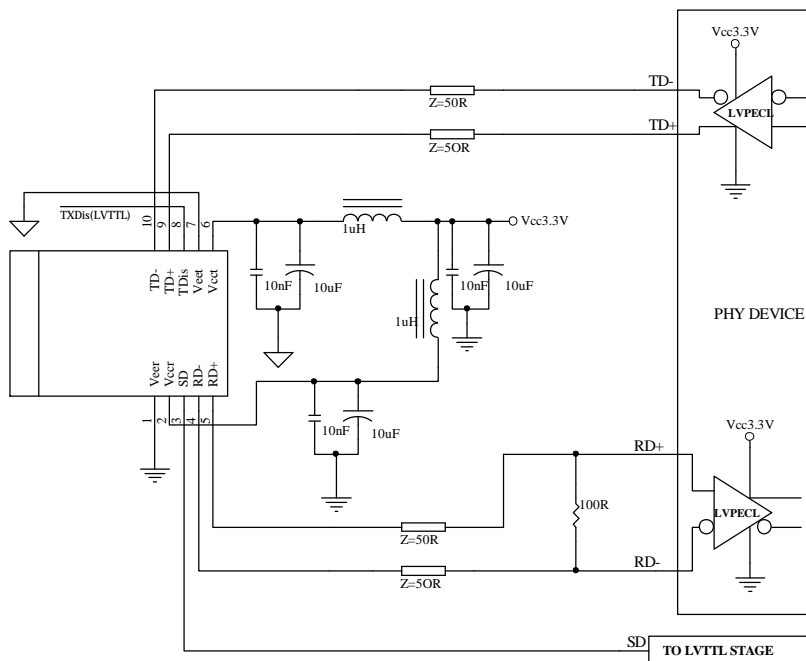 Vcc3.3V
TD-
LVPECL
Z=50R
TD+
Z=5OR
TXDis(LVTTL)
10
9
8
7
6
1uH
Vcc3.3V
TD-
TD+
TDis
Veet
Vcct
10nF
10uF
10nF
10uF
1uH
PHY DEVICE
Veer
Vccr
SD
RD-
RD+
1
2
3
4
5
10nF
10uF
Vcc3.3V
RD+
LVPECL
100R
Z=50R
RD-
Z=5OR
SD
TO LVTTL STAGE